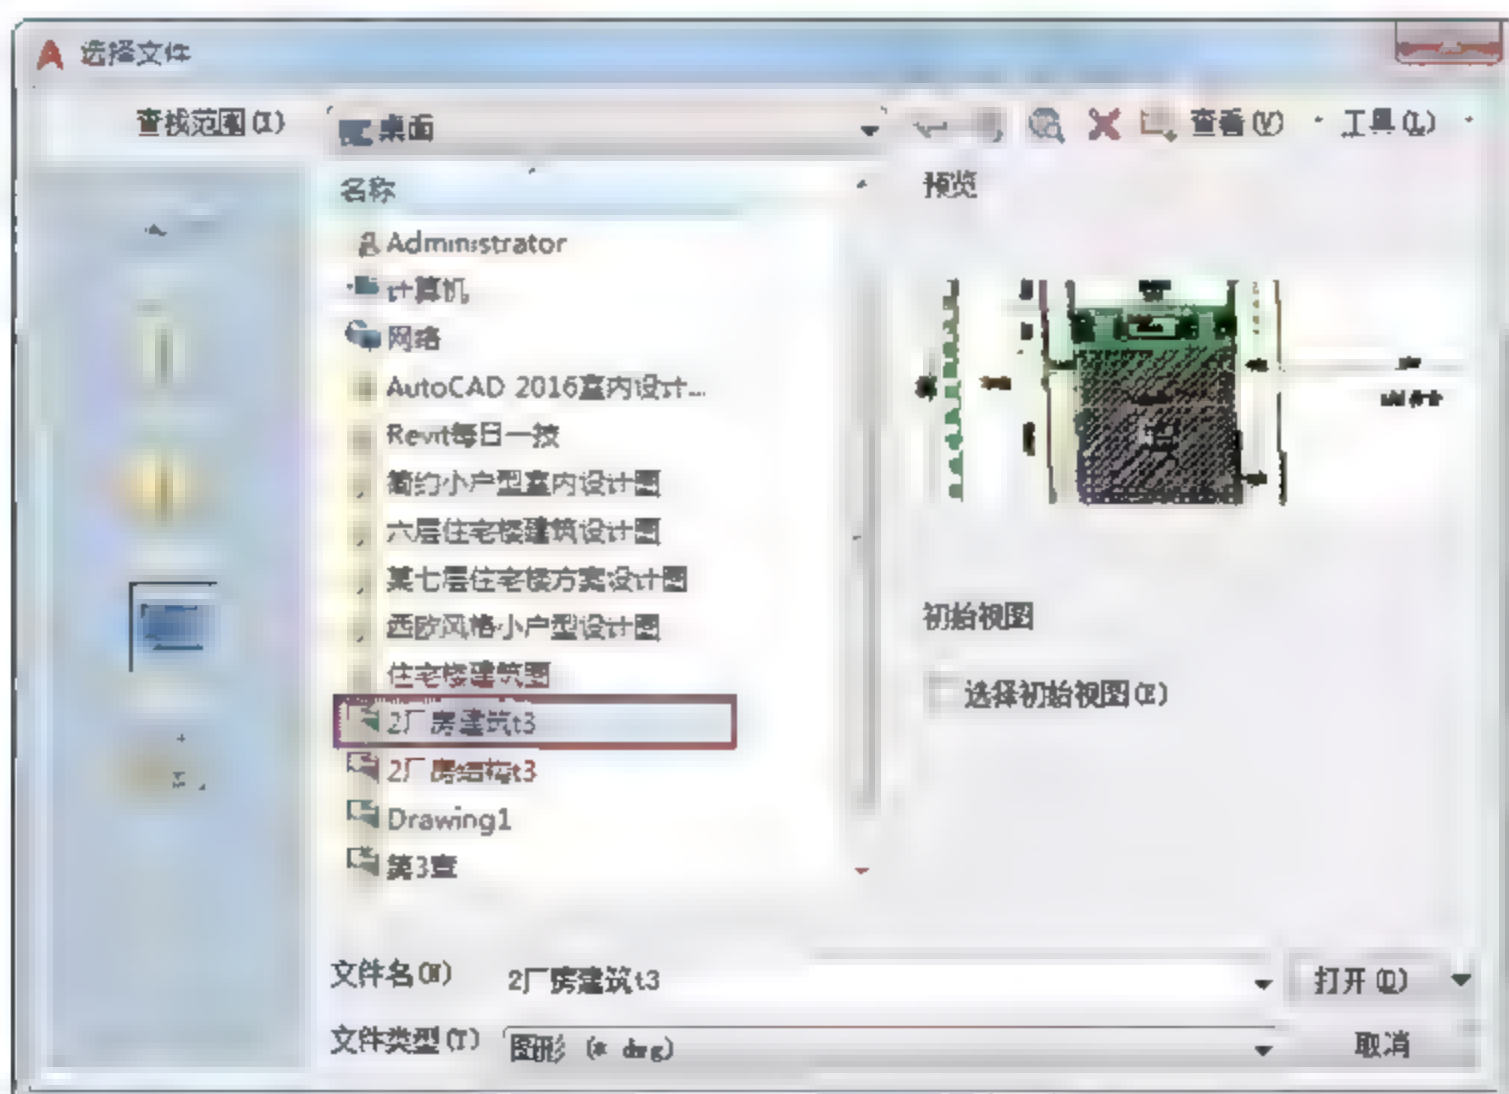 选择文件
查找范围(I)
桌面
查看(V)
工具(L)
名称
预览
Administrator
计算机
网络
AutoCAD 2016室内设计...
Revit每日一技
简约小户型室内设计图
六层住宅楼建筑设计图
某七层住宅楼方案设计图
西欧风格小户型设计图
住宅楼建筑图
2厂房建筑t3
2厂房结构t3
Drawing1
第3章
初始视图
选择初始视图(E)
文件名(N)
2厂房建筑t3
打开(O)
文件类型(T)
图形 (*.dwg)
取消